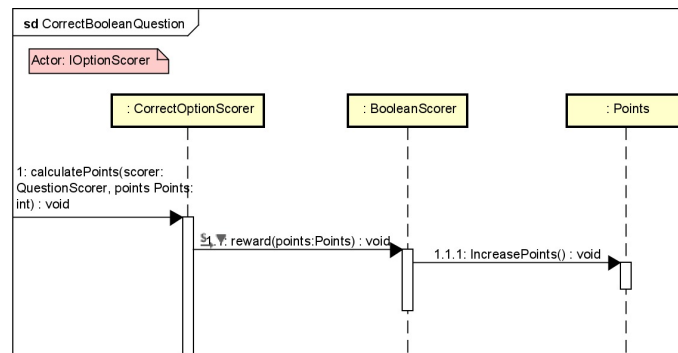 sd CorrectBooleanQuestion
Actor: IOptionScorer
: CorrectOptionScorer
: BooleanScorer
: Points
1: calculatePoints(scorer:
QuestionScorer, points Points:
int) : void
reward(points:Points) : void
1.1.1: IncreasePoints() : void